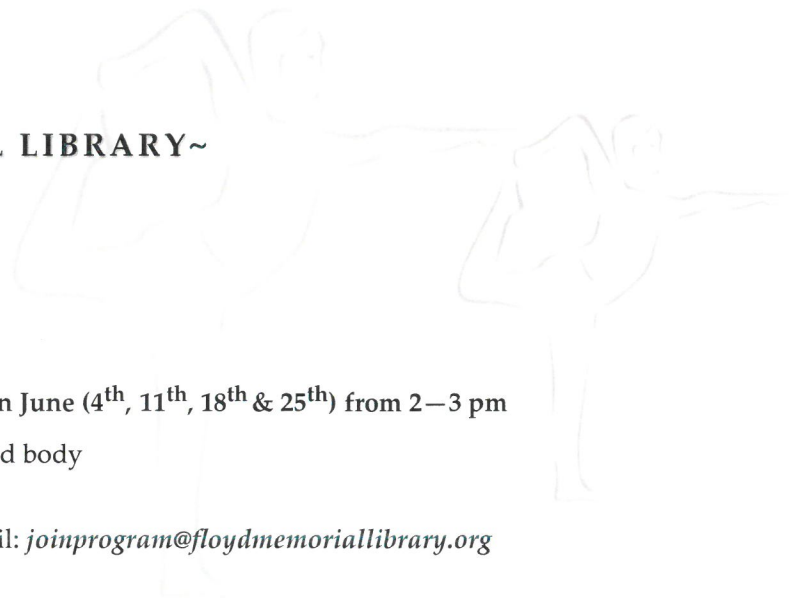 LIBRARY~
n June (4th, 11th, 18th & 25th) from 2—3 pm
d body
il: joinprogram@floydmemoriallibrary.org